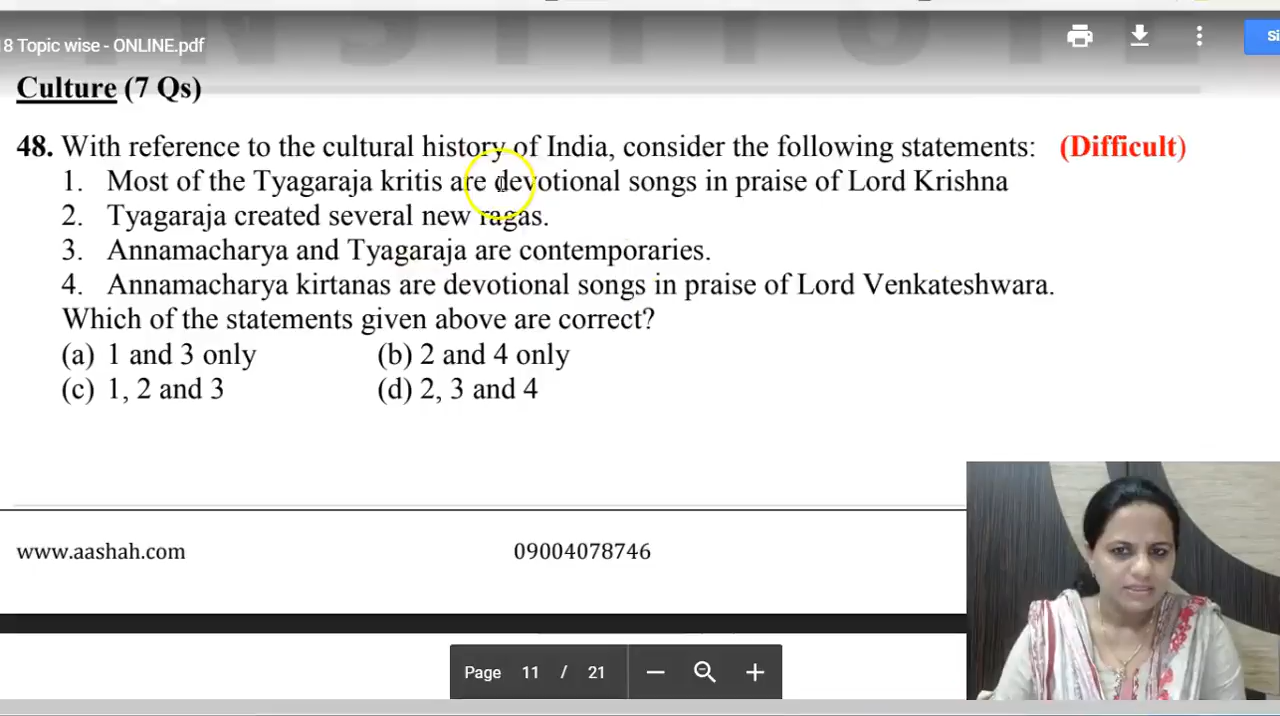 8 Topic wise - ONLINE.pdf
Si
INSTITUTE
Culture (7 Qs)
48. With reference to the cultural history of India, consider the following statements: (Difficult)
1. Most of the Tyagaraja kritis are devotional songs in praise of Lord Krishna
2. Tyagaraja created several new ragas.
3. Annamacharya and Tyagaraja are contemporaries.
4. Annamacharya kirtanas are devotional songs in praise of Lord Venkateshwara.
Which of the statements given above are correct?
(a) 1 and 3 only (b) 2 and 4 only
(c) 1, 2 and 3 (d) 2, 3 and 4
www.aashah.com 09004078746
Page 11 / 21